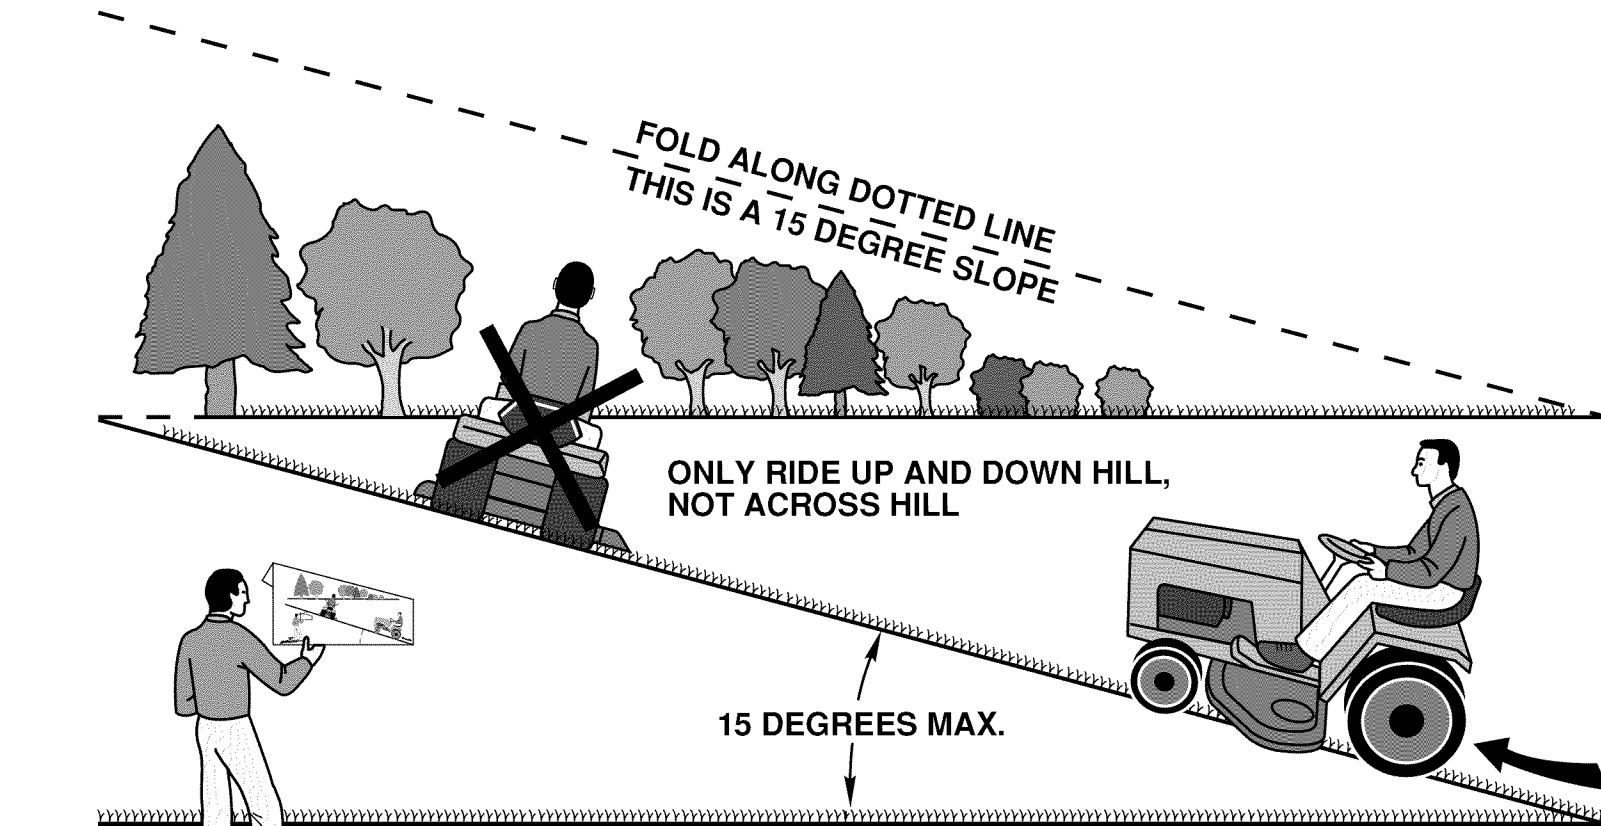 FOLD ALONG DOTTED LINE
THIS IS A 15 DEGREE SLOPE
ONLY RIDE UP AND DOWN HILL,
NOT ACROSS HILL
15 DEGREES MAX.